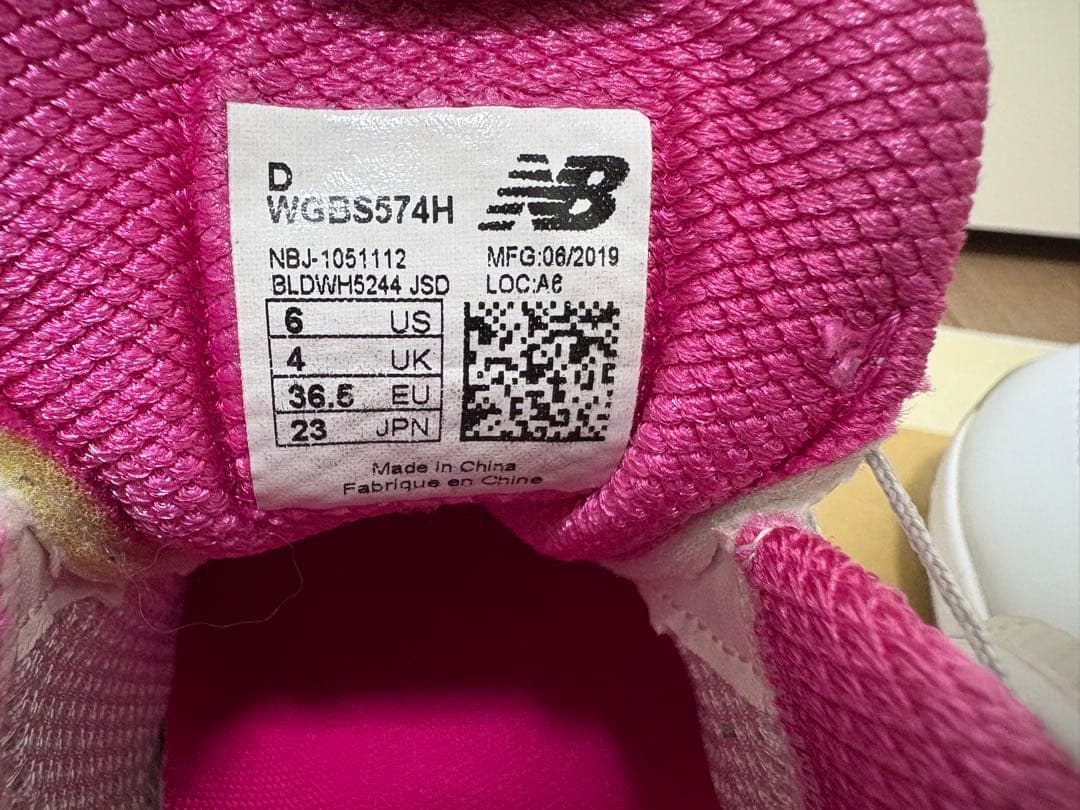 D
WGBS574H
NB
NBJ-1051112
MFG:06/2019
BLDWH5244 JSD
LOC:A6
6 US
4 UK
36.5 EU
23 JPN
Made in China
Fabrique en Chine